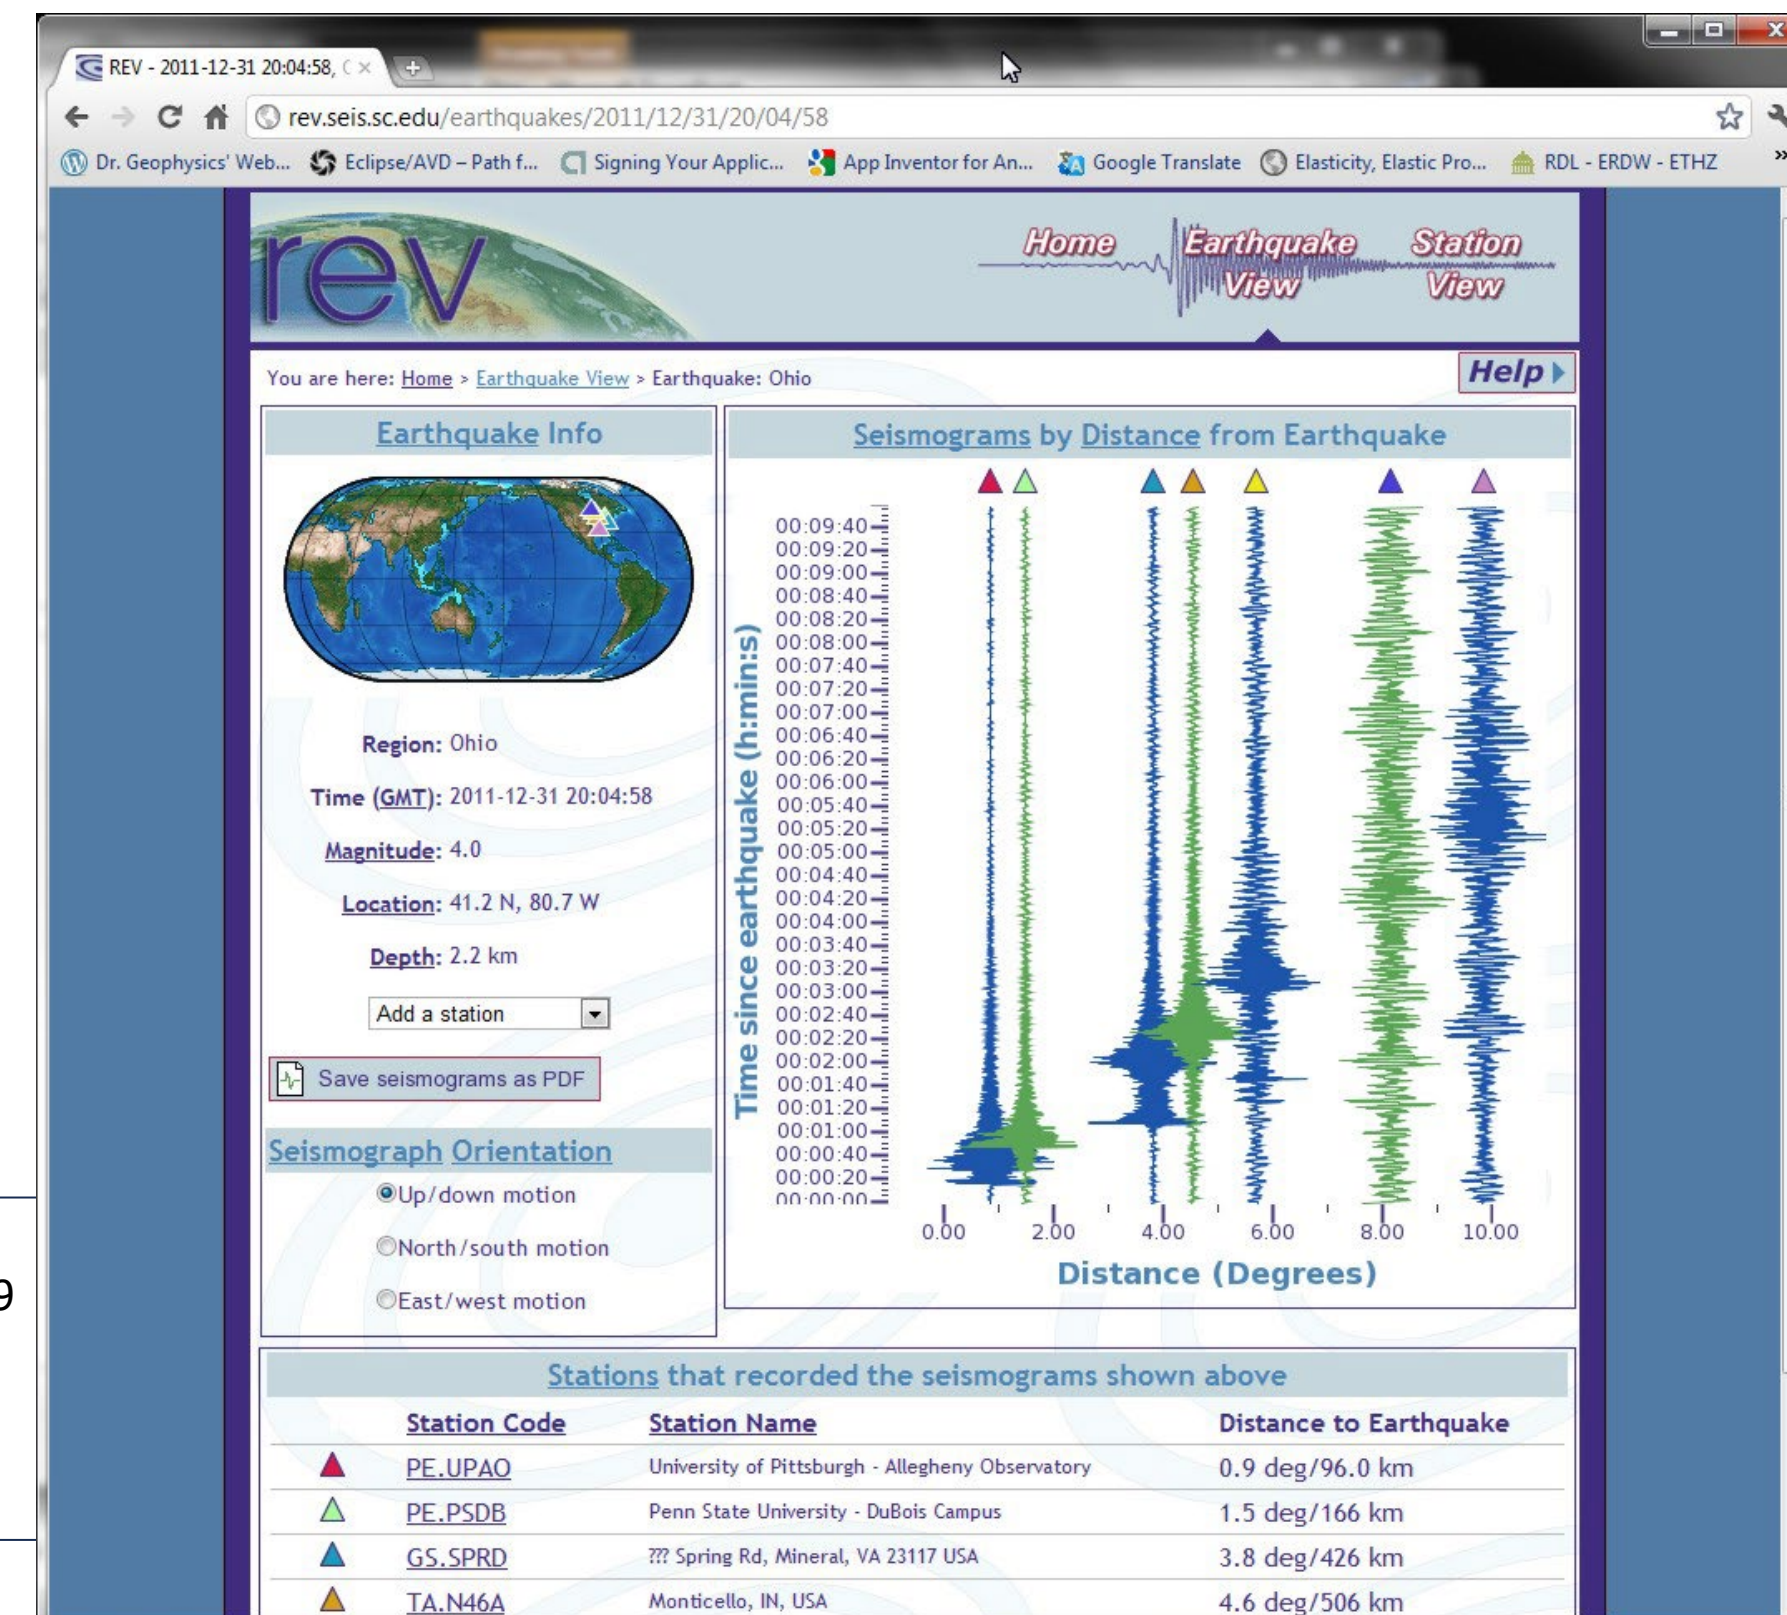 REV - 2011-12-31 20:04:58,
rev.seis.sc.edu/earthquakes/2011/12/31/20/04/58
Dr. Geophysics' Web... Eclipse/AVD – Path f... Signing Your Applic... App Inventor for An... Google Translate Elasticity, Elastic Pro... RDL - ERDW - ETHZ »
rev
Home Earthquake View Station View
You are here: Home > Earthquake View > Earthquake: Ohio
Help
Earthquake Info
Region: Ohio
Time (GMT): 2011-12-31 20:04:58
Magnitude: 4.0
Location: 41.2 N, 80.7 W
Depth: 2.2 km
Add a station
Save seismograms as PDF
Seismograph Orientation
Up/down motion
North/south motion
East/west motion
9
Seismograms by Distance from Earthquake
Time since earthquake (h:min:s)
00:09:40
00:09:20
00:09:00
00:08:40
00:08:20
00:08:00
00:07:40
00:07:20
00:07:00
00:06:40
00:06:20
00:06:00
00:05:40
00:05:20
00:05:00
00:04:40
00:04:20
00:04:00
00:03:40
00:03:20
00:03:00
00:02:40
00:02:20
00:02:00
00:01:40
00:01:20
00:01:00
00:00:40
00:00:20
00:00:00
0.00 2.00 4.00 6.00 8.00 10.00
Distance (Degrees)
Stations that recorded the seismograms shown above
Station Code Station Name Distance to Earthquake
PE.UPAO University of Pittsburgh - Allegheny Observatory 0.9 deg/96.0 km
PE.PSDB Penn State University - DuBois Campus 1.5 deg/166 km
GS.SPRD ??? Spring Rd, Mineral, VA 23117 USA 3.8 deg/426 km
TA.N46A Monticello, IN, USA 4.6 deg/506 km